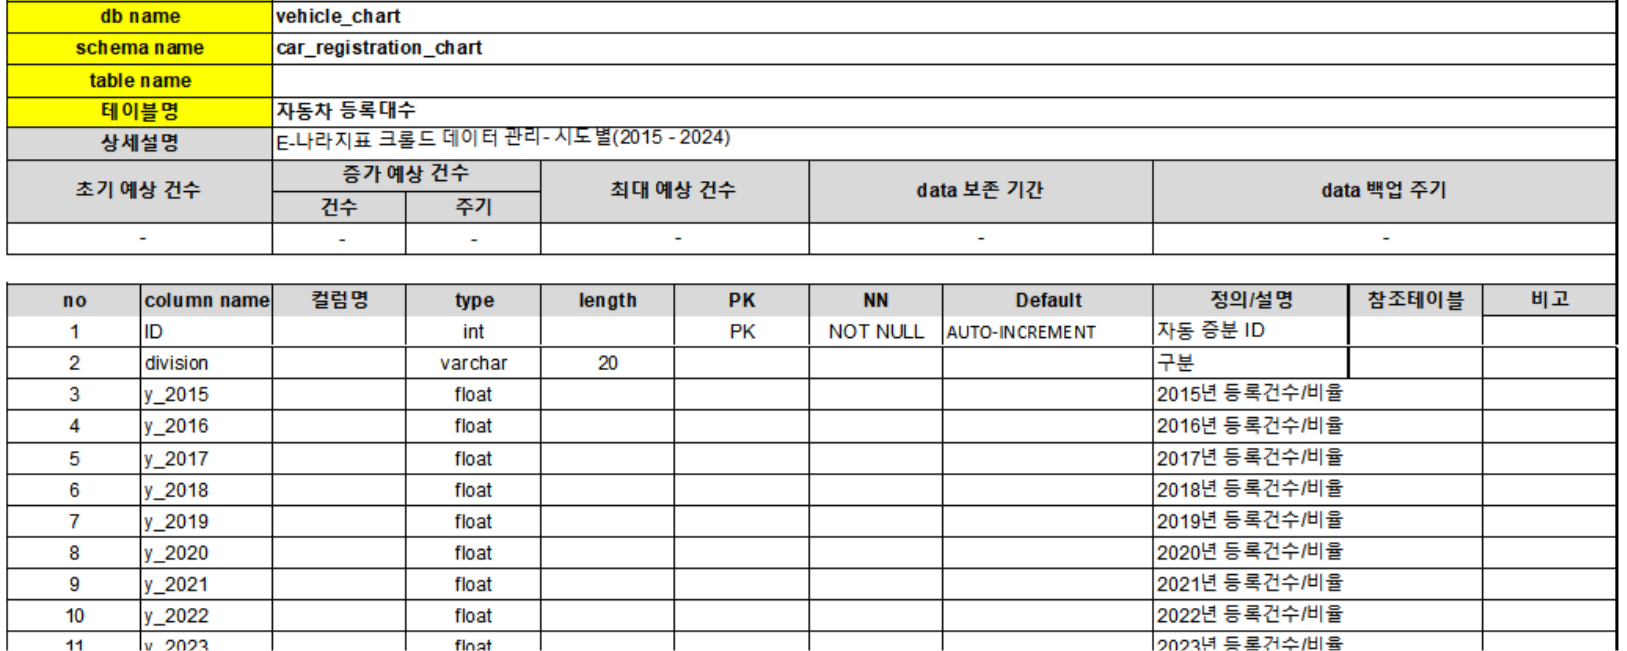 db name vehicle_chart
schema name car_registration_chart
table name
테이블명 자동차 등록대수
상세설명 E-나라지표 크롤드 데이터 관리- 시도별(2015 - 2024)
초기 예상 건수 증가 예상 건수 최대 예상 건수 data 보존 기간 data 백업 주기
건수 주기
- - - - - -
no column name 컬럼명 type length PK NN Default 정의/설명 참조테이블 비고
1 ID int PK NOT NULL AUTO-INCREMENT 자동 증분 ID
2 division varchar 20 구분
3 y_2015 float 2015년 등록건수/비율
4 y_2016 float 2016년 등록건수/비율
5 y_2017 float 2017년 등록건수/비율
6 y_2018 float 2018년 등록건수/비율
7 y_2019 float 2019년 등록건수/비율
8 y_2020 float 2020년 등록건수/비율
9 y_2021 float 2021년 등록건수/비율
10 y_2022 float 2022년 등록건수/비율
11 y_2023 float 2023년 등록건수/비율